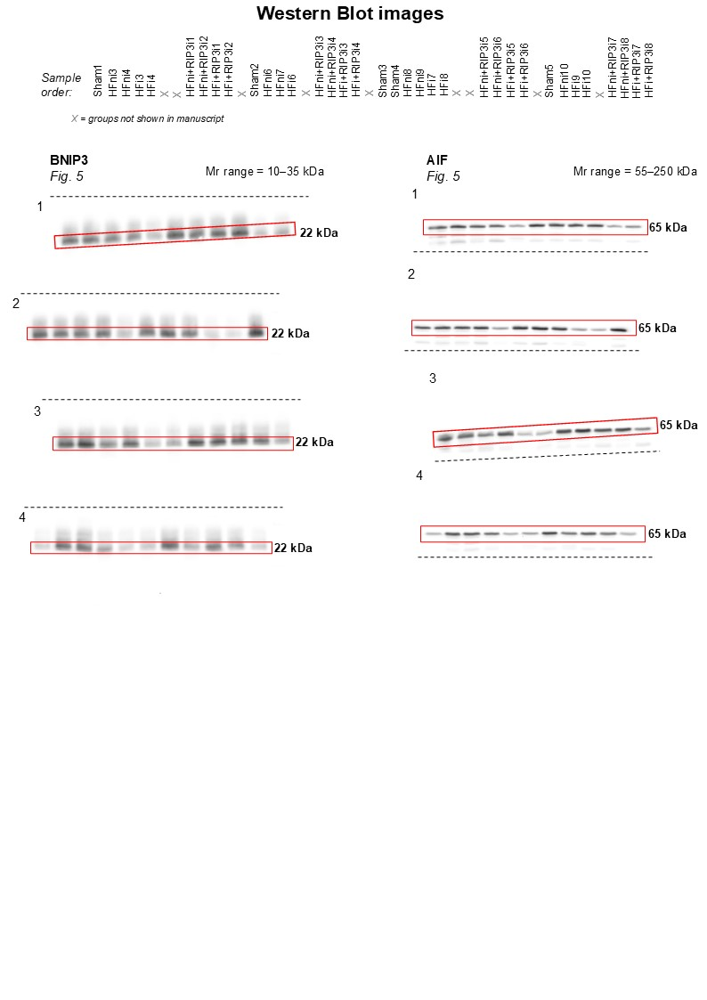 Western Blot images
Sample
order:
Sham1
HFni3
HFni4
HFi3
HFi4
X
X
HFni+RIP3i1
HFni+RIP3i2
HFi+RIP3i1
HFi+RIP3i2
X
Sham2
HFni6
HFni7
HFi6
X
HFni+RIP3i3
HFni+RIP3i4
HFi+RIP3i3
HFi+RIP3i4
X
Sham3
Sham4
HFni8
HFni9
HFi7
HFi8
X
X
HFni+RIP3i5
HFni+RIP3i6
HFi+RIP3i5
HFi+RIP3i6
X
Sham5
HFni10
HFi9
HFi10
X
HFni+RIP3i7
HFni+RIP3i8
HFi+RIP3i7
HFi+RIP3i8
X = groups not shown in manuscript
BNIP3
Fig. 5
Mr range = 10–35 kDa
1
22 kDa
2
22 kDa
3
22 kDa
4
22 kDa
AIF
Fig. 5
Mr range = 55–250 kDa
1
65 kDa
2
65 kDa
3
65 kDa
4
65 kDa